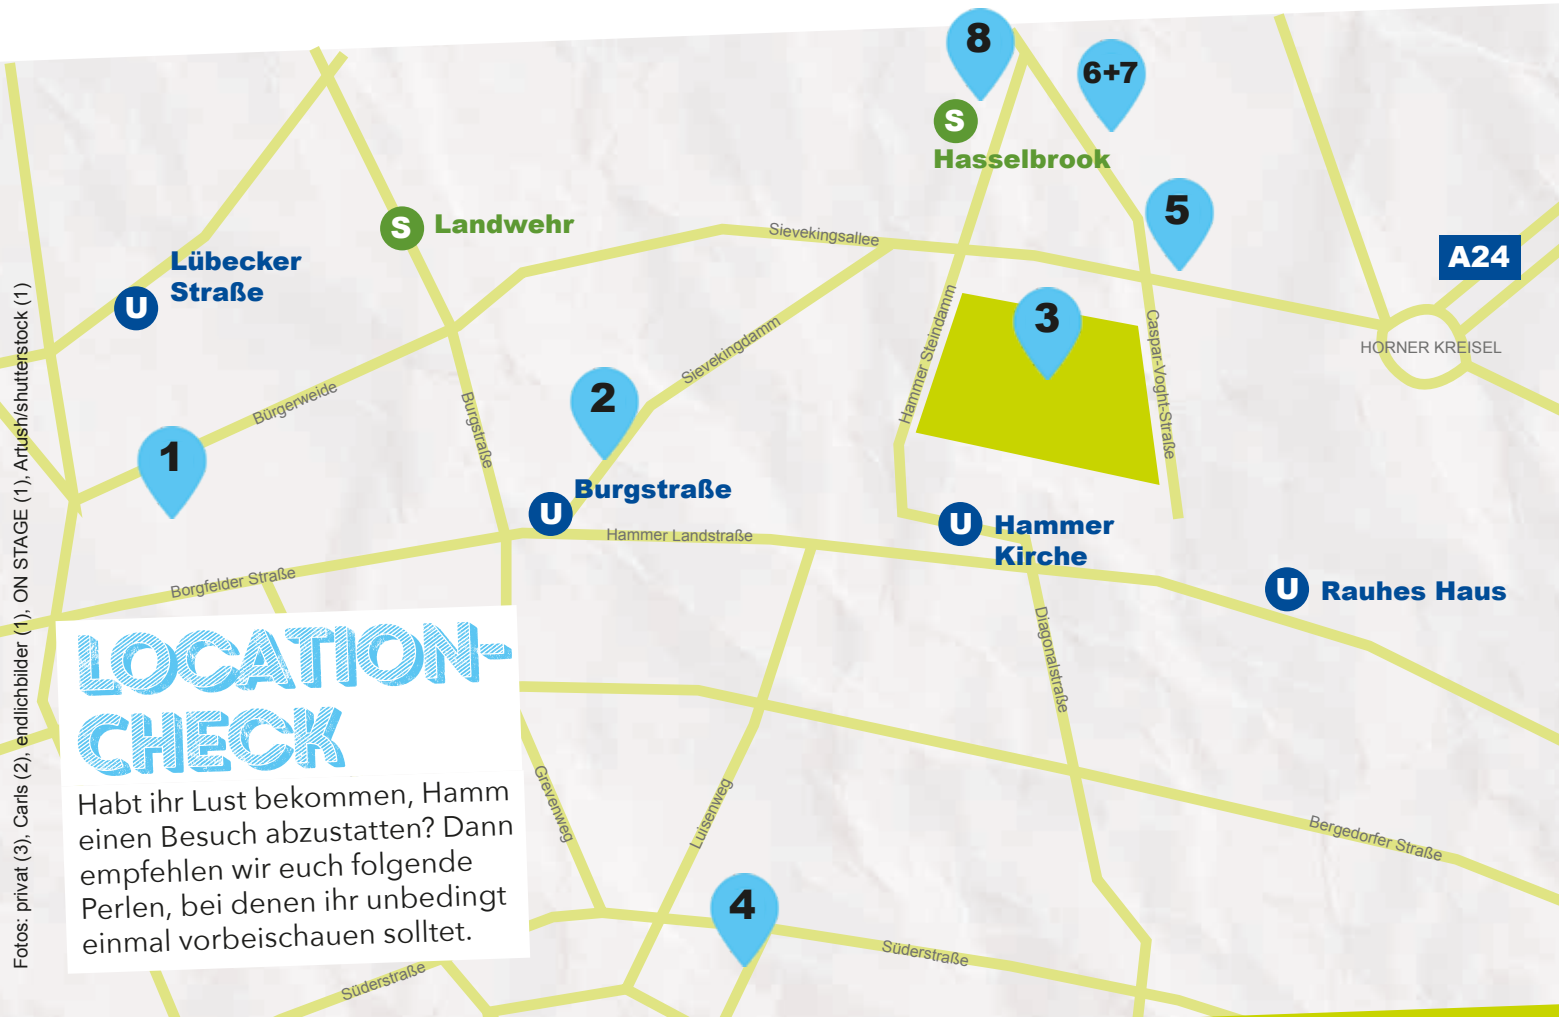 8
6+7
S
Hasselbrook
5
S
Landwehr
Sievekingsallee
A24
Lübecker
Straße
U
3
HORNER KREISEL
Hammer Steindamm
Caspar-Voght-Straße
Sievekingdamm
2
Bürgerweide
Burgstraße
1
Burgstraße
U
Hammer Landstraße
U
Hammer
Kirche
Borgfelder Straße
U
Rauhes Haus
Diagonalstraße
LOCATION-
CHECK
Habt ihr Lust bekommen, Hamm
einen Besuch abzustatten? Dann
empfehlen wir euch folgende
Perlen, bei denen ihr unbedingt
einmal vorbeischauen solltet.
Grevenweg
Luisenweg
Bergedorfer Straße
4
Süderstraße
Süderstraße
Fotos: privat (3), Carls (2), endlichbilder (1), ON STAGE (1), Artush/shutterstock (1)